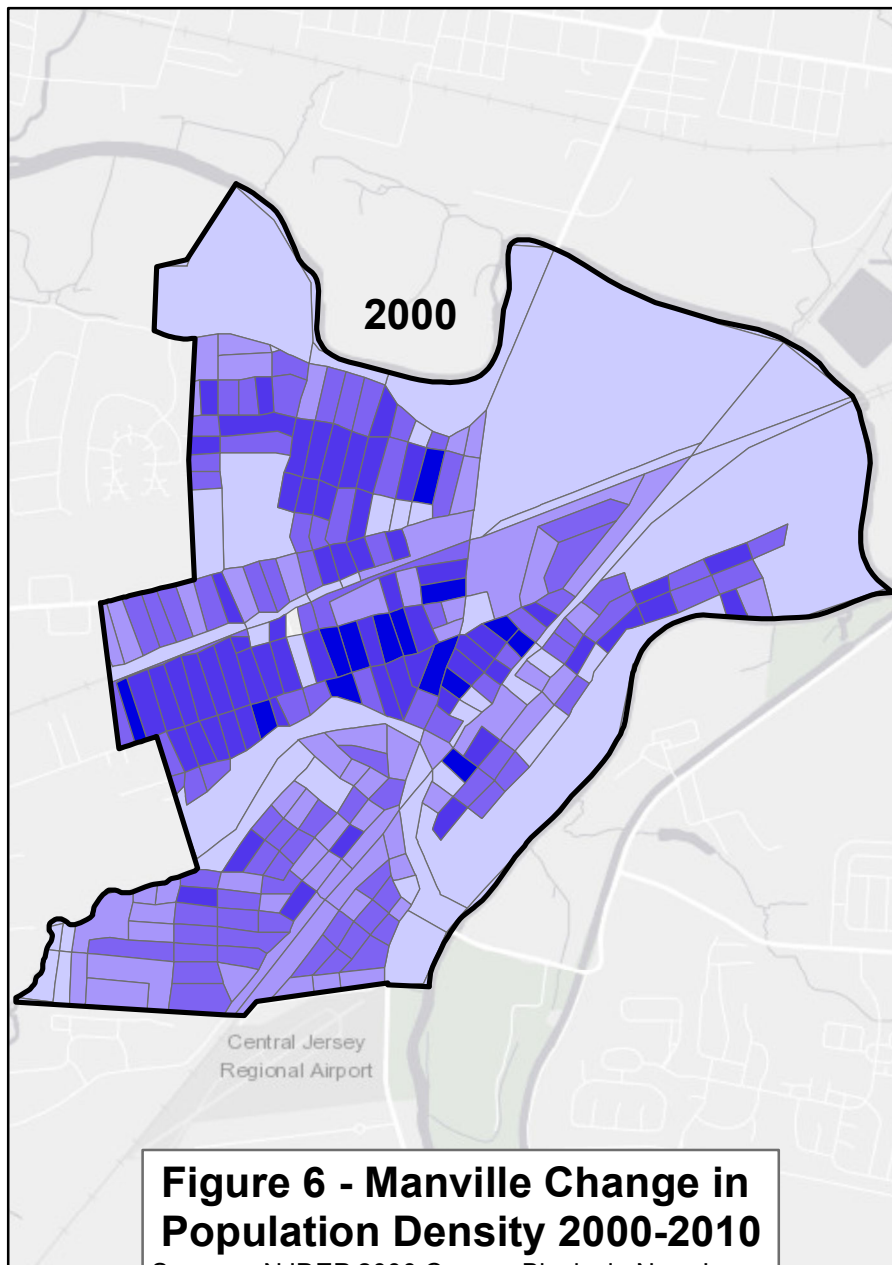 2000
Central Jersey
Regional Airport
Figure 6 - Manville Change in
Population Density 2000-2010